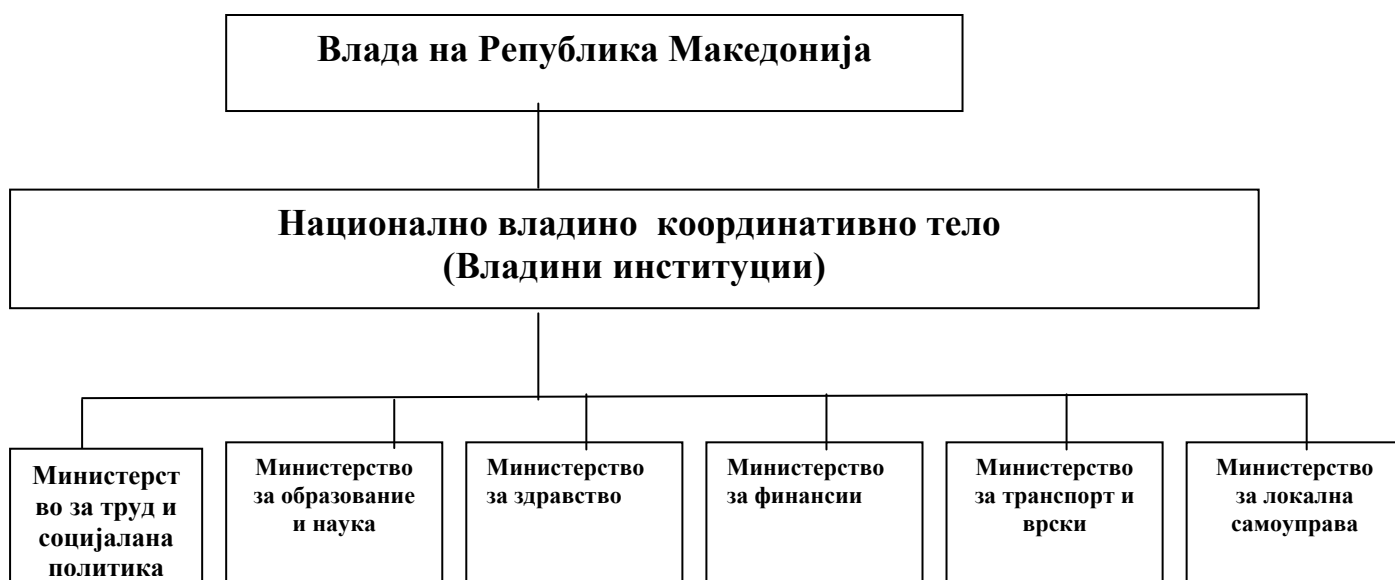 Влада на Република Македонија
Национално владино координативно тело
(Владини институции)
Министерст
во за труд и
социјалана
политика
Министерство
за образование
и наука
Министерство
за здравство
Министерство
за финансии
Министерство
за транспорт и
врски
Министерство
за локална
самоуправа